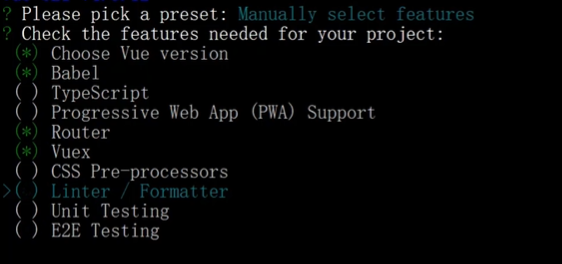 ? Please pick a preset: Manually select features
? Check the features needed for your project:
(*) Choose Vue version
(*) Babel
( ) TypeScript
( ) Progressive Web App (PWA) Support
(*) Router
(*) Vuex
( ) CSS Pre-processors
>( ) Linter / Formatter
( ) Unit Testing
( ) E2E Testing